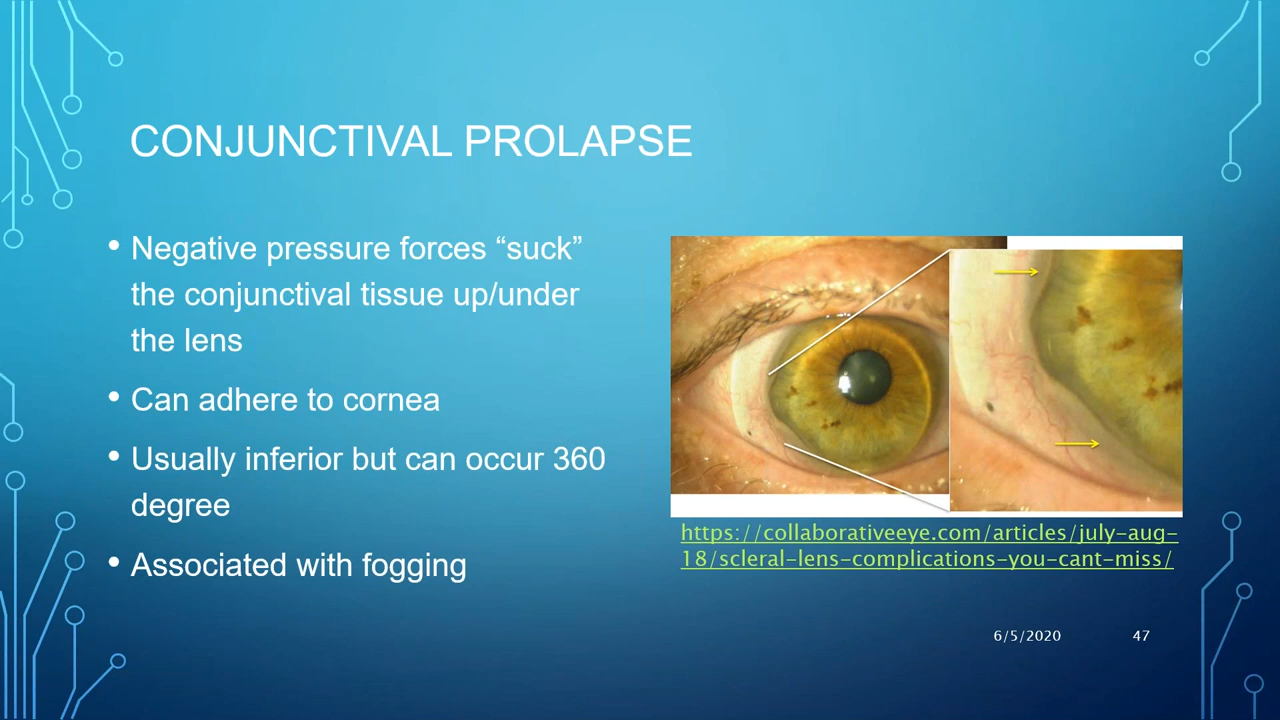 CONJUNCTIVAL PROLAPSE
• Negative pressure forces “suck”
the conjunctival tissue up/under
the lens
• Can adhere to cornea
• Usually inferior but can occur 360
degree
• Associated with fogging
https://collaborativeeye.com/articles/july-aug-
18/scleral-lens-complications-you-cant-miss/
6/5/2020
47